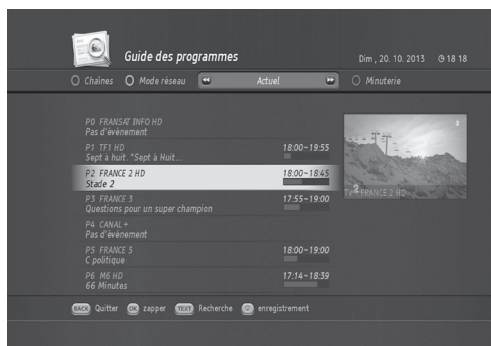 Guide des programmes
Dim , 20. 10. 2013 18 18
Chaînes Mode réseau Actuel Minuterie
P0 FRANSAT INFO HD
Pas d'évènement
P1 TF1 HD 18:00~19:55
Sept à huit. "Sept à Huit...
P2 FRANCE 2 HD 18:00~18:45
Stade 2
P3 FRANCE 3 17:55~19:00
Questions pour un super champion
P4 CANAL+
Pas d'évènement
P5 FRANCE 5 18:00~19:00
C politique
P6 M6 HD 17:14~18:39
66 Minutes
2
TV 2 FRANCE 2 HD
BACK Quitter OK zapper TEXT Recherche enregistrement